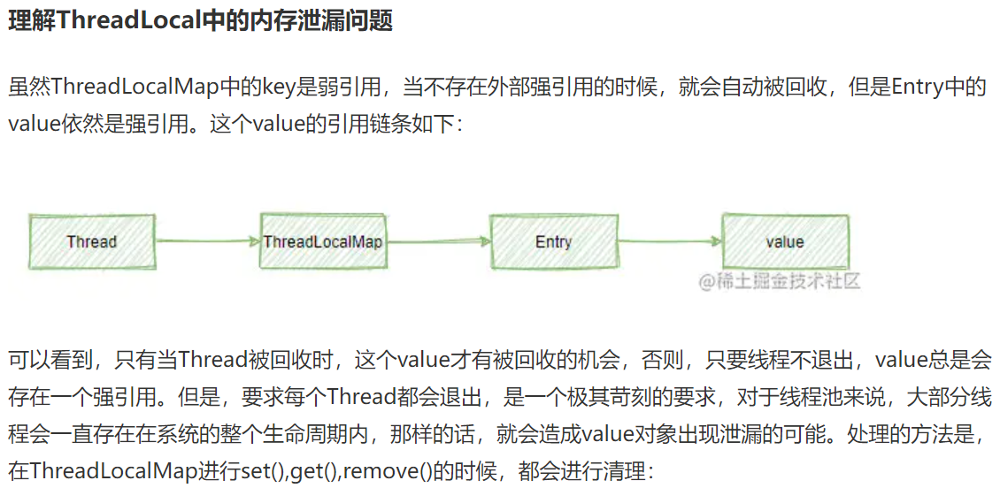 理解ThreadLocal中的内存泄漏问题
虽然ThreadLocalMap中的key是弱引用，当不存在外部强引用的时候，就会自动被回收，但是Entry中的
value依然是强引用。这个value的引用链条如下：
Thread ThreadLocalMap Entry value
@稀土掘金技术社区
可以看到，只有当Thread被回收时，这个value才有被回收的机会，否则，只要线程不退出，value总是会
存在一个强引用。但是，要求每个Thread都会退出，是一个极其苛刻的要求，对于线程池来说，大部分线
程会一直存在在系统的整个生命周期内，那样的话，就会造成value对象出现泄漏的可能。处理的方法是，
在ThreadLocalMap进行set(),get(),remove()的时候，都会进行清理：